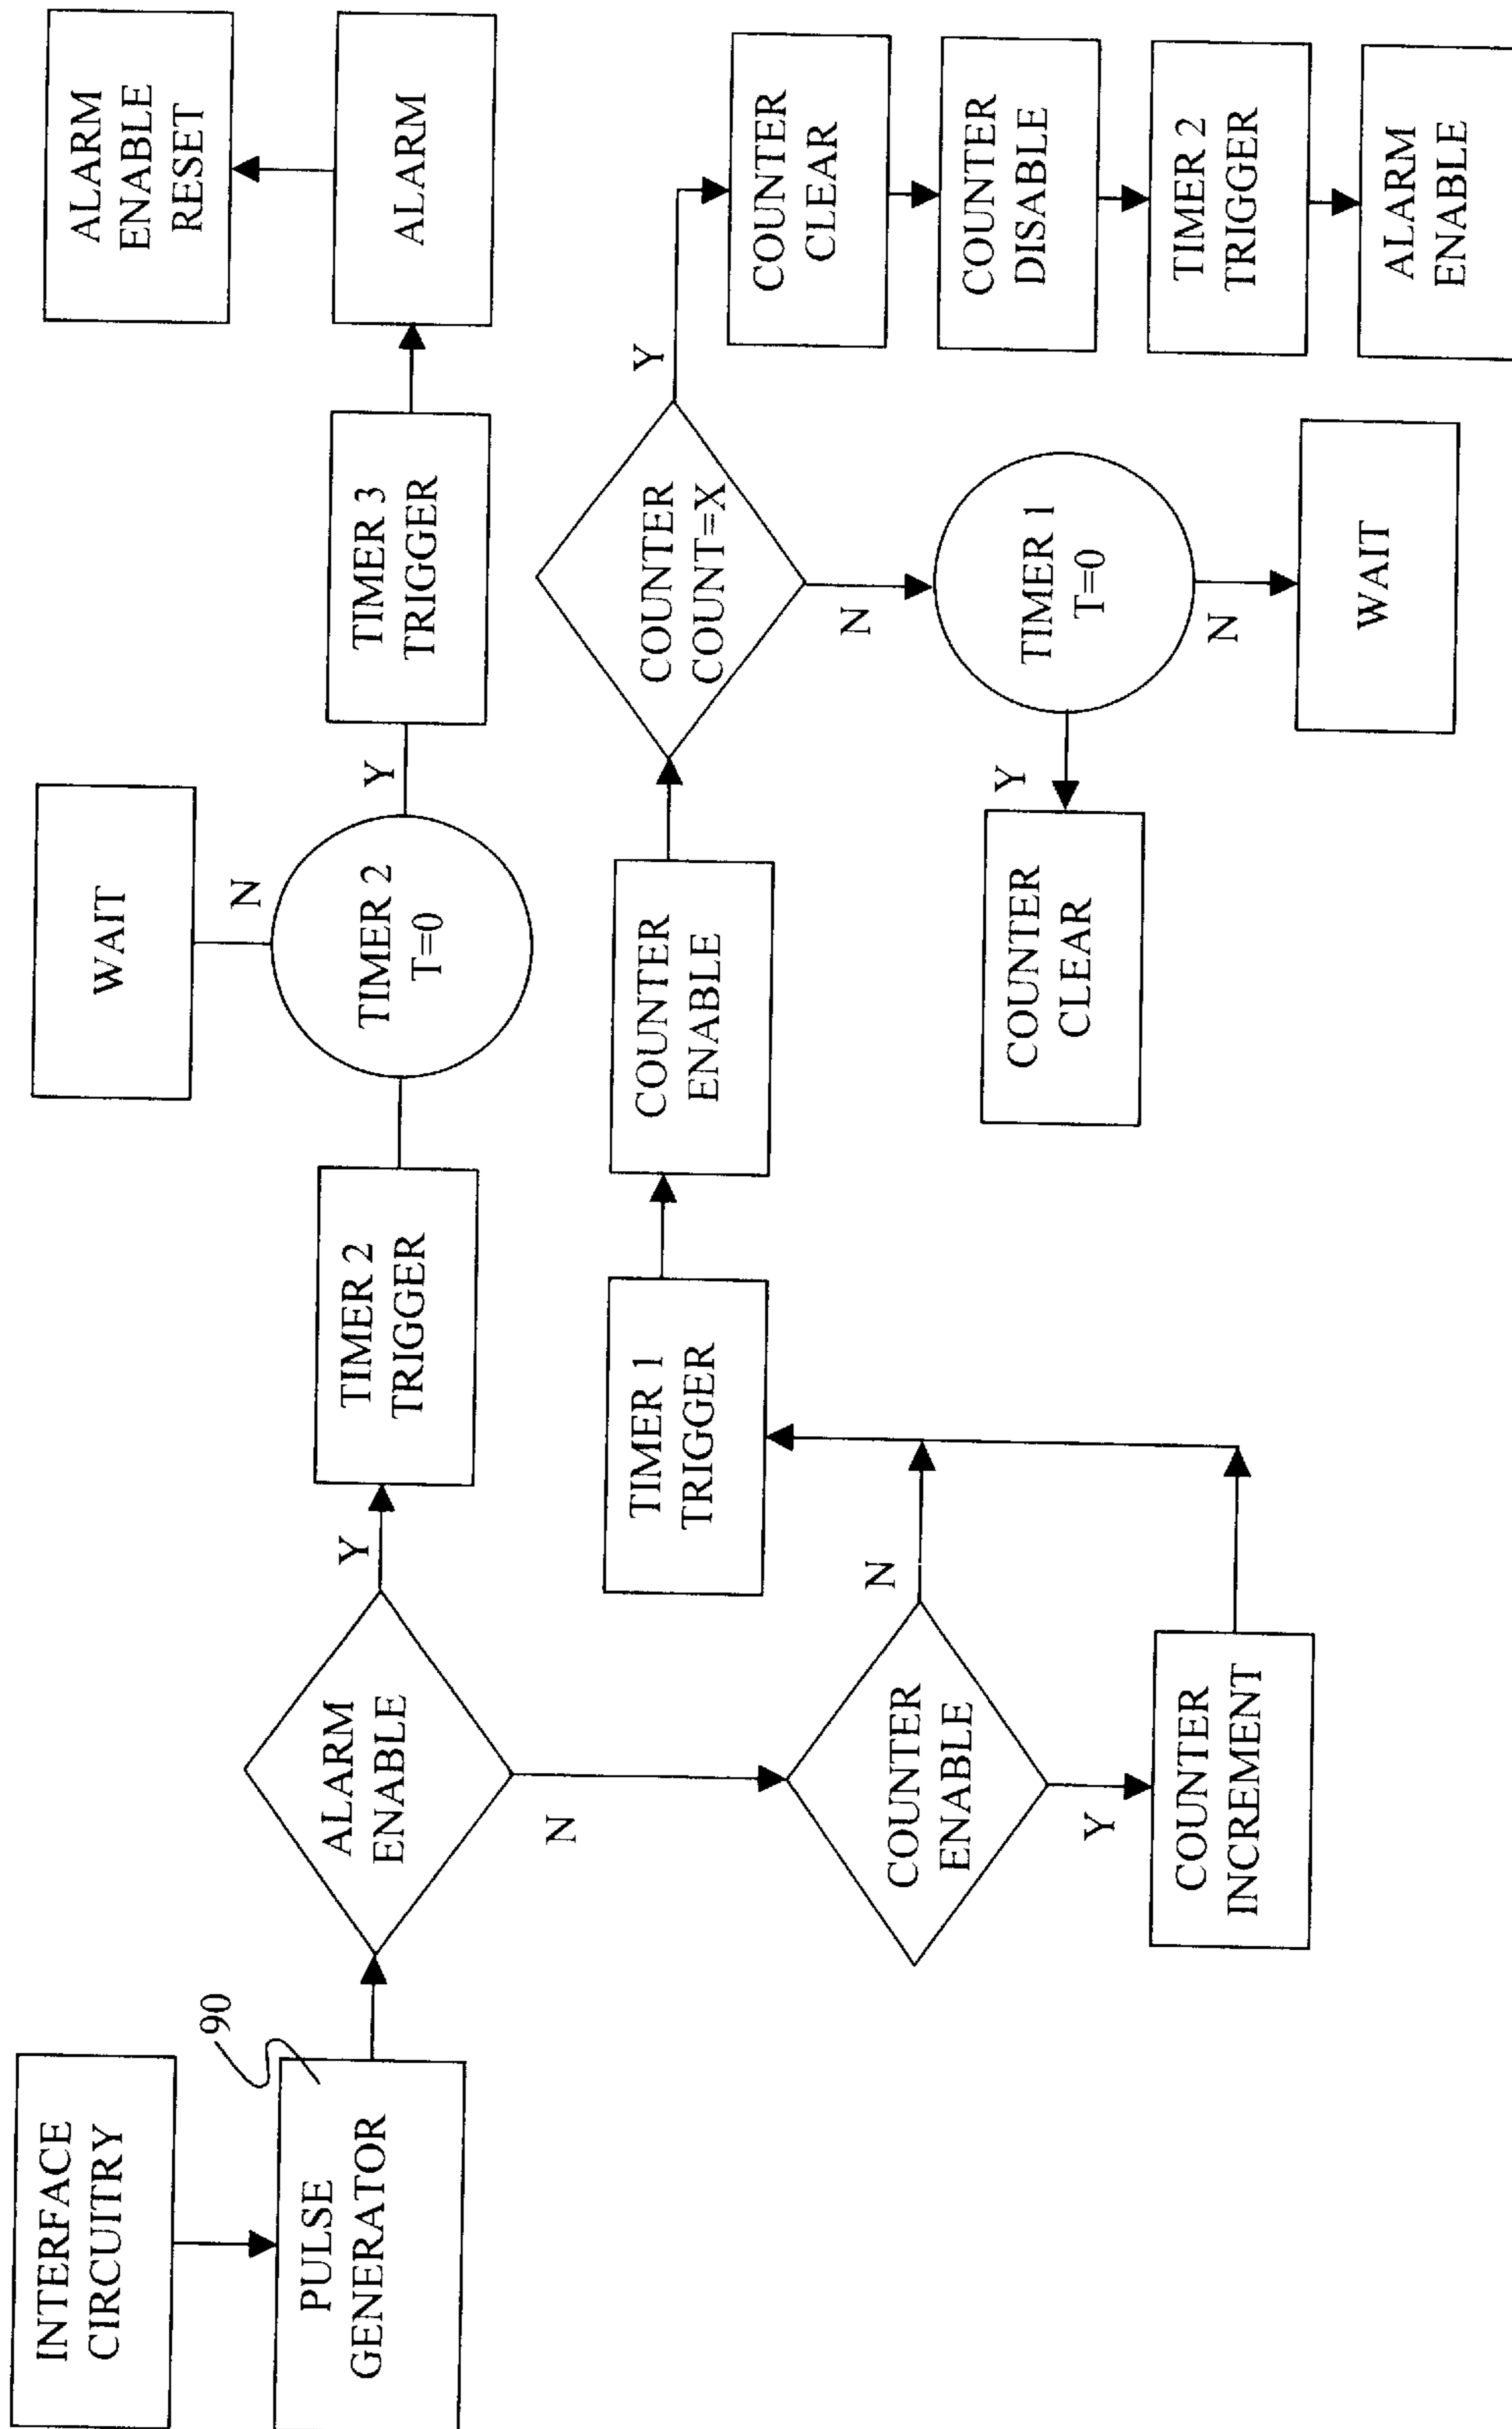 INTERFACE
CIRCUITRY
90
PULSE
GENERATOR
ALARM
ENABLE
Y
N
TIMER 2
TRIGGER
TIMER 2
T=0
N
WAIT
Y
TIMER 3
TRIGGER
ALARM
ALARM
ENABLE
RESET
COUNTER
ENABLE
N
Y
COUNTER
INCREMENT
TIMER 1
TRIGGER
COUNTER
ENABLE
COUNTER
COUNT=X
Y
N
COUNTER
CLEAR
COUNTER
DISABLE
TIMER 2
TRIGGER
ALARM
ENABLE
TIMER 1
T=0
Y
N
COUNTER
CLEAR
WAIT